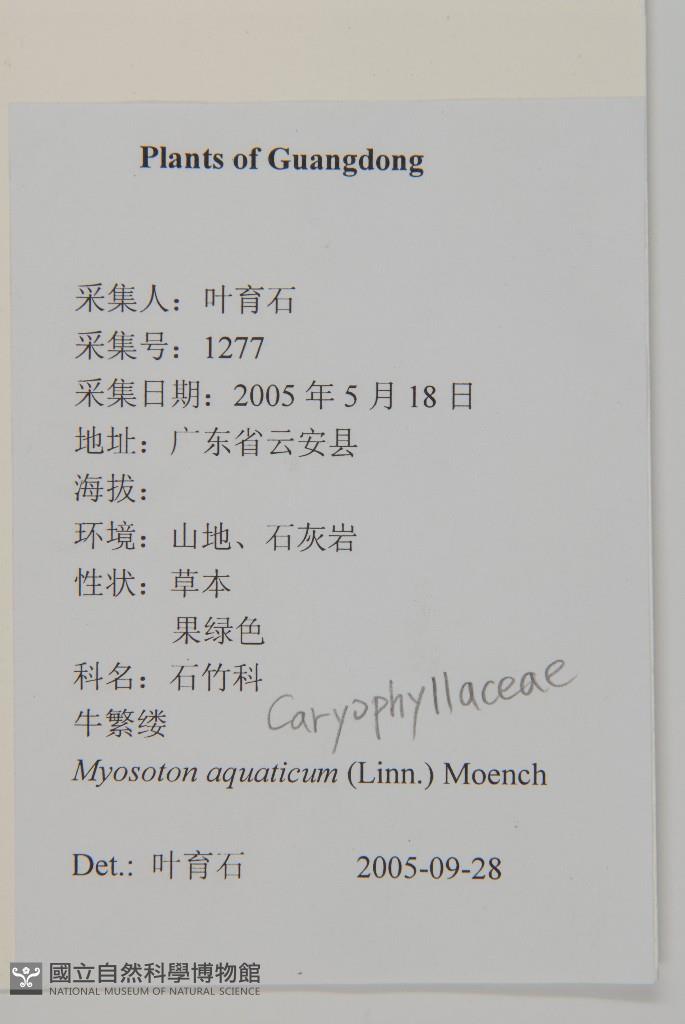 Plants of Guangdong
采集人：叶育石
采集号：1277
采集日期：2005 年 5 月 18 日
地址：广东省云安县
海拔：
环境：山地、石灰岩
性状：草本
果绿色
科名：石竹科
Caryophyllaceae
牛繁缕
Myosoton aquaticum (Linn.) Moench
Det.: 叶育石 2005-09-28
國立自然科學博物館
NATIONAL MUSEUM OF NATURAL SCIENCE